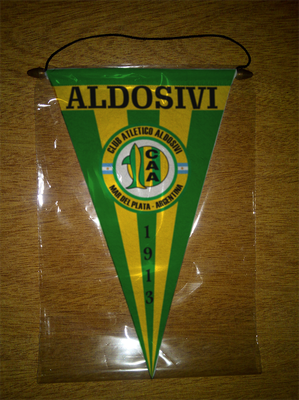 ALDOSIVI
CLUB ATLETICO ALDOSIVI
CAA
MAR DEL PLATA - ARGENTINA
1913